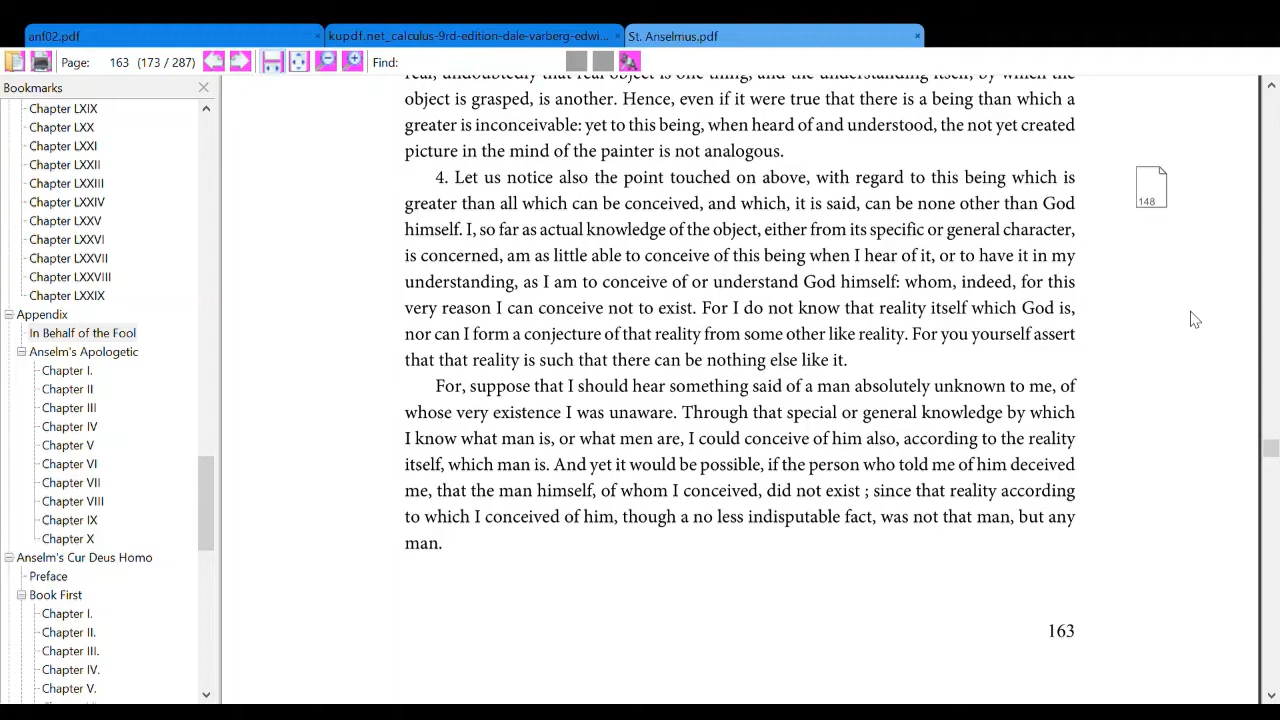 anf02.pdf
kupdf.net_calculus-9rd-edition-dale-varberg-edwi...
St. Anselmus.pdf
Page: 163 (173 / 287)
Find:
Bookmarks
Chapter LXIX
Chapter LXX
Chapter LXXI
Chapter LXXII
Chapter LXXIII
Chapter LXXIV
Chapter LXXV
Chapter LXXVI
Chapter LXXVII
Chapter LXXVIII
Chapter LXXIX
Appendix
In Behalf of the Fool
Anselm's Apologetic
Chapter I.
Chapter II
Chapter III
Chapter IV
Chapter V
Chapter VI
Chapter VII
Chapter VIII
Chapter IX
Chapter X
Anselm's Cur Deus Homo
Preface
Book First
Chapter I.
Chapter II.
Chapter III.
Chapter IV.
Chapter V.
real, undoubtedly that real object is one thing, and the understanding itself, by which the
object is grasped, is another. Hence, even if it were true that there is a being than which a
greater is inconceivable: yet to this being, when heard of and understood, the not yet created
picture in the mind of the painter is not analogous.
4. Let us notice also the point touched on above, with regard to this being which is
greater than all which can be conceived, and which, it is said, can be none other than God
himself. I, so far as actual knowledge of the object, either from its specific or general character,
is concerned, am as little able to conceive of this being when I hear of it, or to have it in my
understanding, as I am to conceive of or understand God himself: whom, indeed, for this
very reason I can conceive not to exist. For I do not know that reality itself which God is,
nor can I form a conjecture of that reality from some other like reality. For you yourself assert
that that reality is such that there can be nothing else like it.
For, suppose that I should hear something said of a man absolutely unknown to me, of
whose very existence I was unaware. Through that special or general knowledge by which
I know what man is, or what men are, I could conceive of him also, according to the reality
itself, which man is. And yet it would be possible, if the person who told me of him deceived
me, that the man himself, of whom I conceived, did not exist ; since that reality according
to which I conceived of him, though a no less indisputable fact, was not that man, but any
man.
148
163